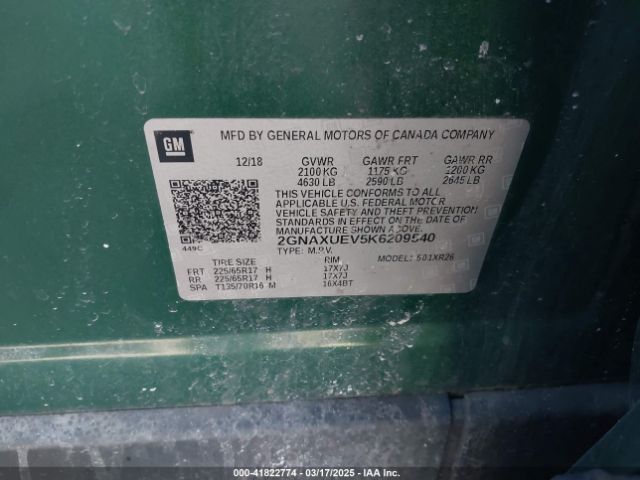 GM
MFD BY GENERAL MOTORS OF CANADA COMPANY
12/18 GVWR GAWR FRT GAWR RR
2100 KG 1175 KG 1200 KG
4630 LB 2590 LB 2645 LB
THIS VEHICLE CONFORMS TO ALL
APPLICABLE U.S. FEDERAL MOTOR
VEHICLE SAFETY AND THEFT PREVENTION
STANDARDS IN EFFECT ON THE DATE OF
MANUFACTURE SHOWN ABOVE.
449C 2GNAXUEV5K6209540
TYPE: M.P.V.
TIRE SIZE RIM MODEL: 501XR26
FRT 225/65R17 H 17X7J
RR 225/65R17 H 17X7J
SPA T135/70R16 M 16X4BT
000-41822774 — 03/17/2025 — IAA Inc.